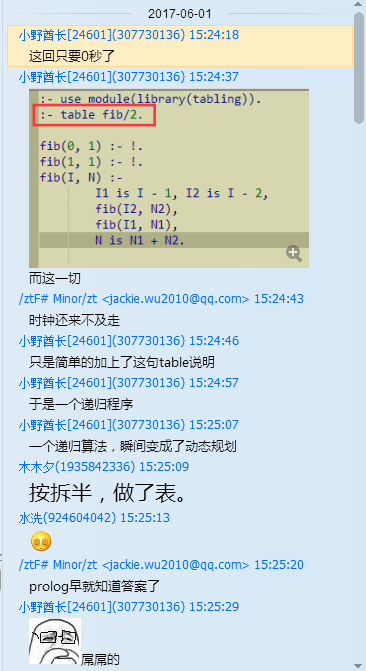 2017-06-01
小野酋长[24601](307730136) 15:24:18
这回只要0秒了
小野酋长[24601](307730136) 15:24:37
:- use_module(library(tabling)).
:- table fib/2.
fib(0, 1) :- !.
fib(1, 1) :- !.
fib(I, N) :-
I1 is I - 1, I2 is I - 2,
fib(I2, N2),
fib(I1, N1),
N is N1 + N2.
而这一切
/ztF# Minor/zt <jackie.wu2010@qq.com> 15:24:43
时钟还来不及走
小野酋长[24601](307730136) 15:24:46
只是简单的加上了这句table说明
小野酋长[24601](307730136) 15:24:57
于是一个递归程序
小野酋长[24601](307730136) 15:25:07
一个递归算法，瞬间变成了动态规划
木木夕(1935842336) 15:25:09
按拆半，做了表。
水洗(924604042) 15:25:13
/ztF# Minor/zt <jackie.wu2010@qq.com> 15:25:20
prolog早就知道答案了
小野酋长[24601](307730136) 15:25:29
屌屌的